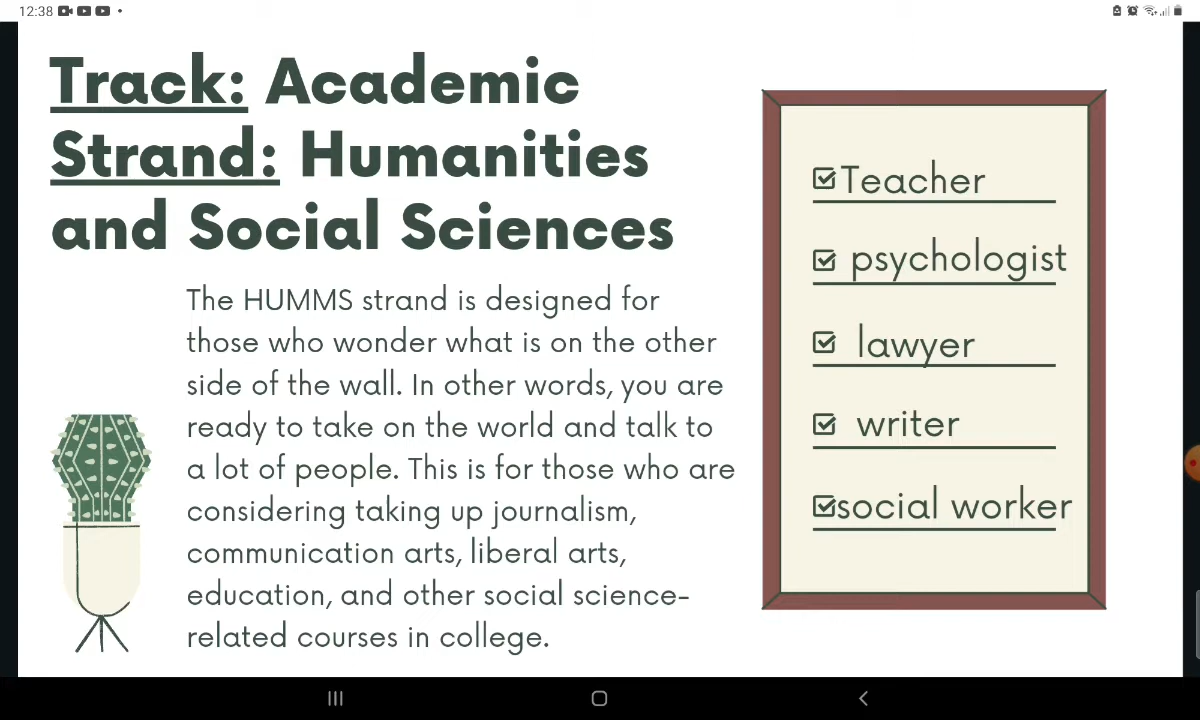 12:38
Track: Academic
Strand: Humanities
and Social Sciences
The HUMMS strand is designed for
those who wonder what is on the other
side of the wall. In other words, you are
ready to take on the world and talk to
a lot of people. This is for those who are
considering taking up journalism,
communication arts, liberal arts,
education, and other social science-
related courses in college.
Teacher
psychologist
lawyer
writer
social worker